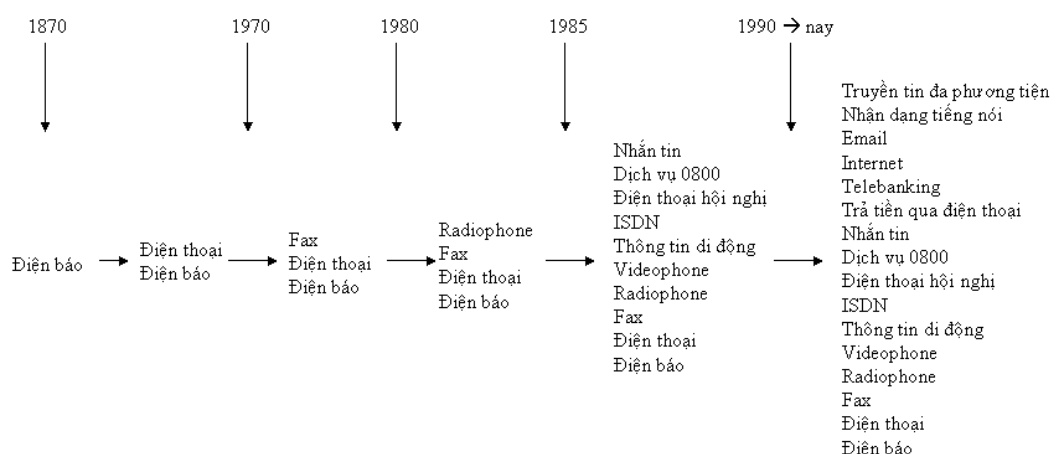 1870
1970
1980
1985
1990 → nay
Điện báo
Điện thoại
Điện báo
Fax
Điện thoại
Điện báo
Radiophone
Fax
Điện thoại
Điện báo
Nhắn tin
Dịch vụ 0800
Điện thoại hội nghị
ISDN
Thông tin di động
Videophone
Radiophone
Fax
Điện thoại
Điện báo
Truyền tin đa phương tiện
Nhận dạng tiếng nói
Email
Internet
Telebanking
Trả tiền qua điện thoại
Nhắn tin
Dịch vụ 0800
Điện thoại hội nghị
ISDN
Thông tin di động
Videophone
Radiophone
Fax
Điện thoại
Điện báo